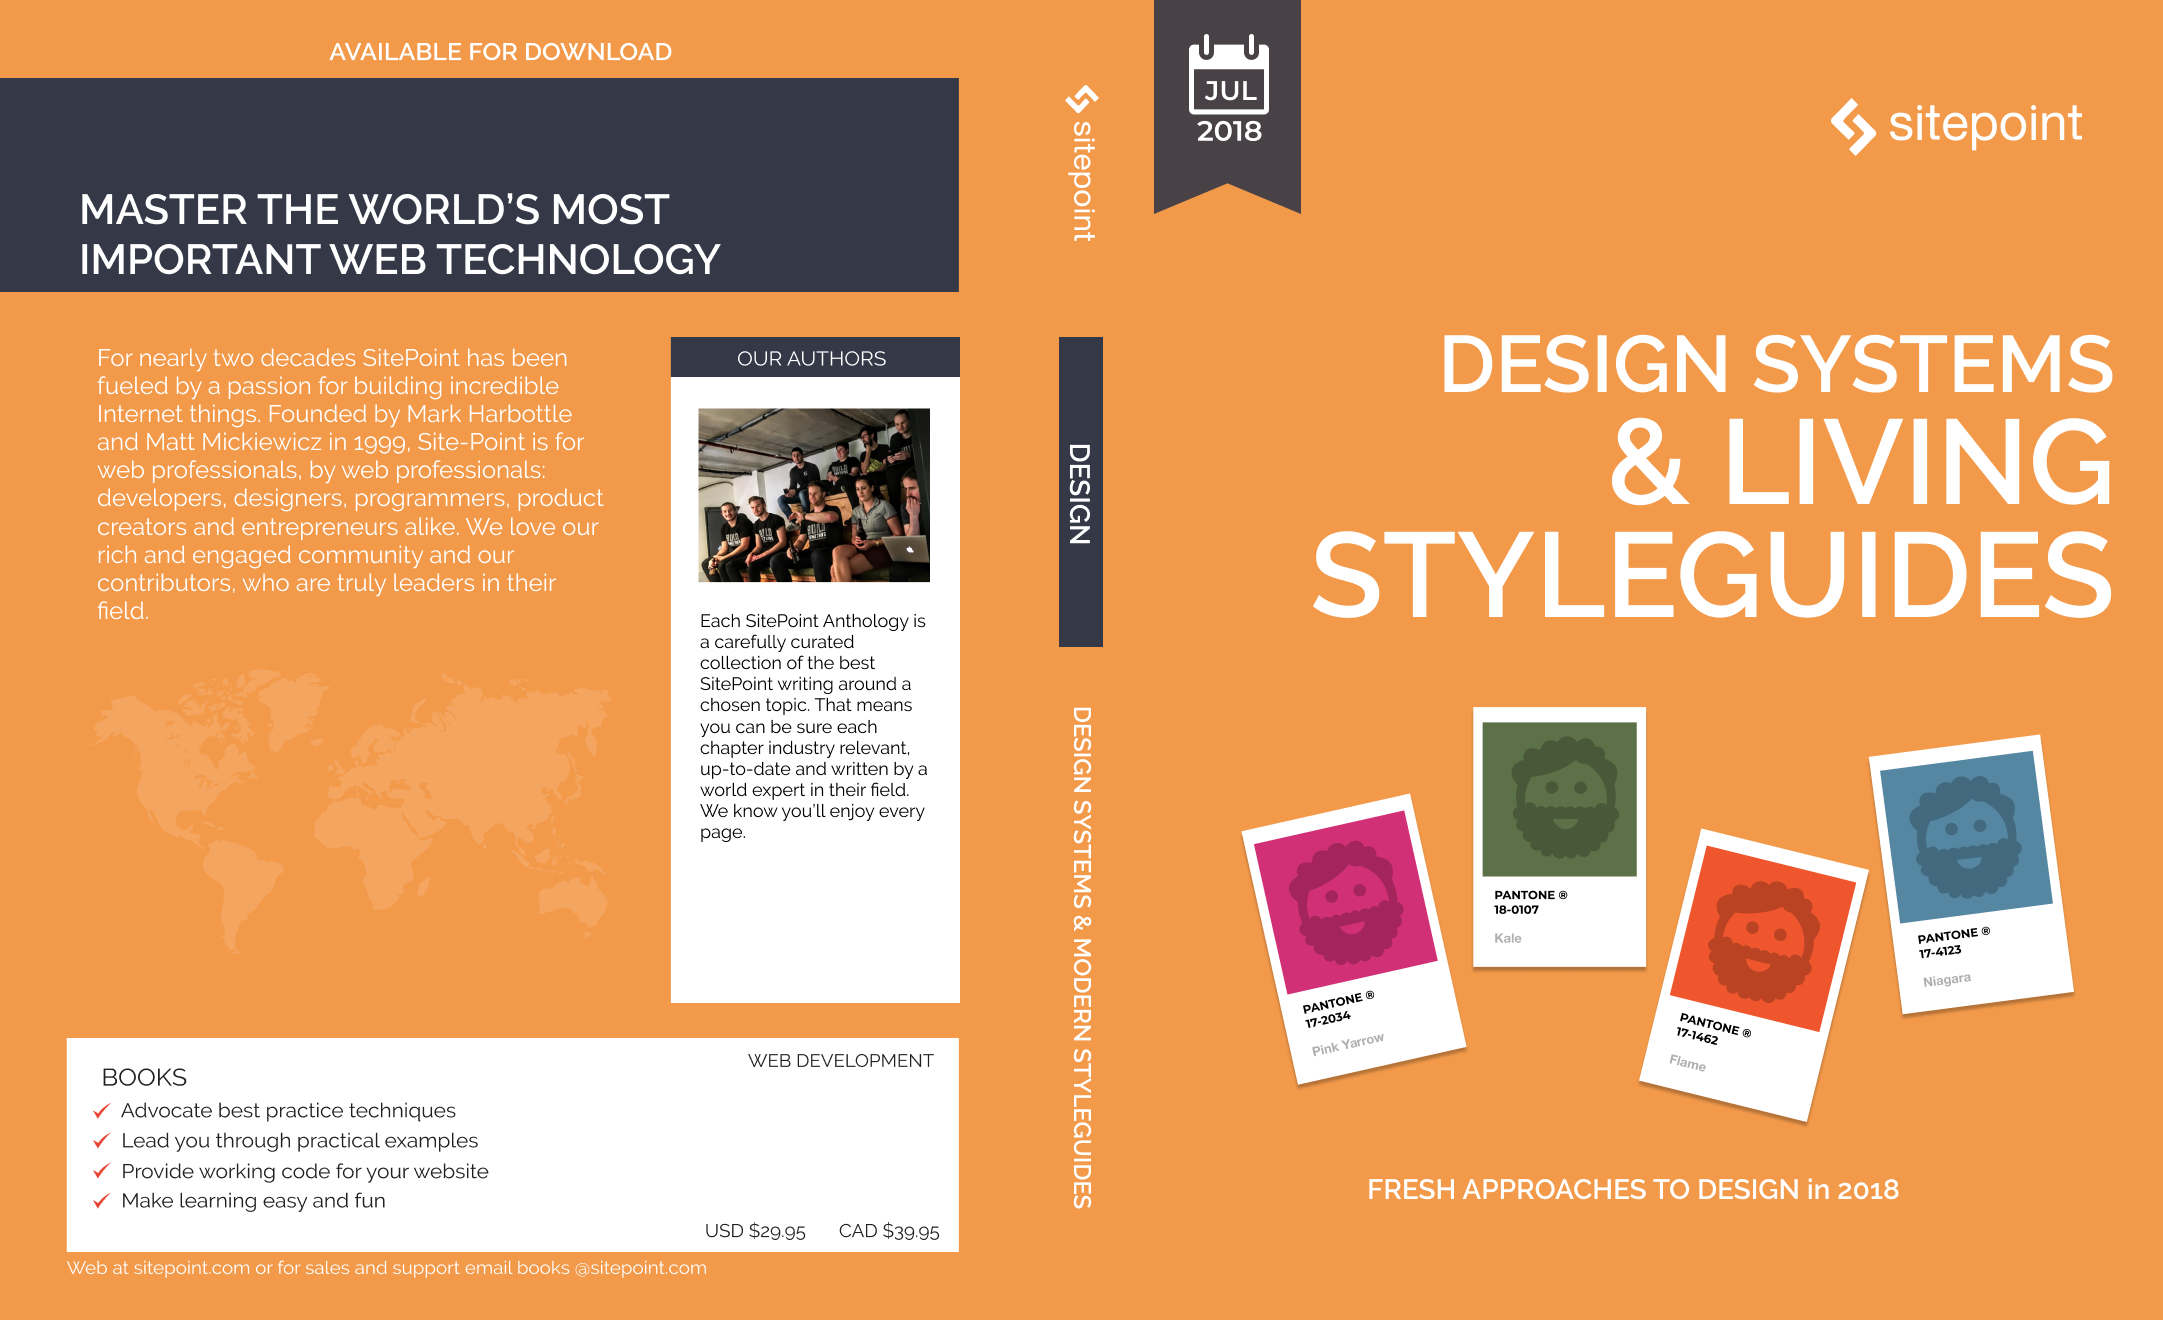 AVAILABLE FOR DOWNLOAD
MASTER THE WORLD’S MOST
IMPORTANT WEB TECHNOLOGY
For nearly two decades SitePoint has been
fueled by a passion for building incredible
Internet things. Founded by Mark Harbottle
and Matt Mickiewicz in 1999, Site-Point is for
web professionals, by web professionals:
developers, designers, programmers, product
creators and entrepreneurs alike. We love our
rich and engaged community and our
contributors, who are truly leaders in their
field.
OUR AUTHORS
Each SitePoint Anthology is
a carefully curated
collection of the best
SitePoint writing around a
chosen topic. That means
you can be sure each
chapter industry relevant,
up-to-date and written by a
world expert in their field.
We know you’ll enjoy every
page.
BOOKS
WEB DEVELOPMENT
Advocate best practice techniques
Lead you through practical examples
Provide working code for your website
Make learning easy and fun
USD $29.95 CAD $39.95
Web at sitepoint.com or for sales and support email books @sitepoint.com
sitepoint
DESIGN
DESIGN SYSTEMS & MODERN STYLEGUIDES
JUL
2018
sitepoint
DESIGN SYSTEMS
& LIVING
STYLEGUIDES
PANTONE ®
17-2034
Pink Yarrow
PANTONE ®
18-0107
Kale
PANTONE ®
17-1462
Flame
PANTONE ®
17-4123
Niagara
FRESH APPROACHES TO DESIGN in 2018